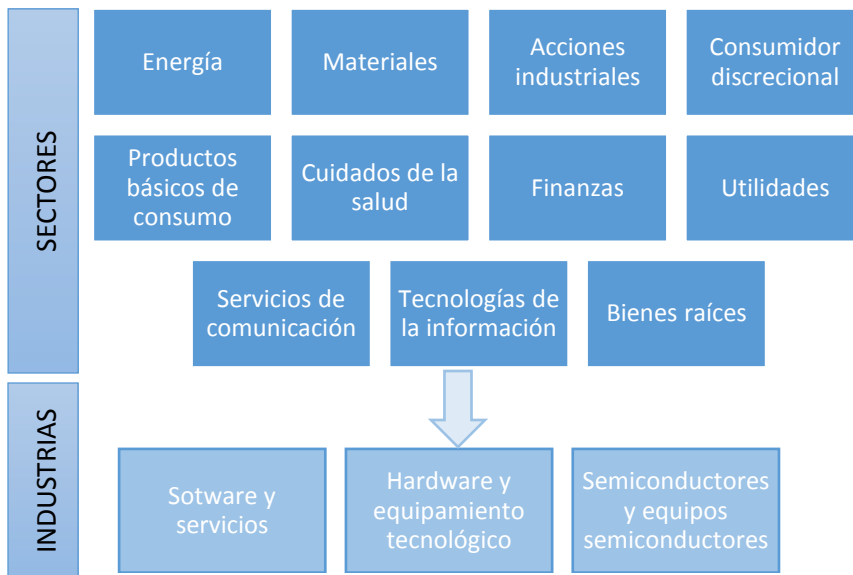 SECTORES
Energía
Materiales
Acciones
industriales
Consumidor
discrecional
Productos
básicos de
consumo
Cuidados de la
salud
Finanzas
Utilidades
Servicios de
comunicación
Tecnologías de
la información
Bienes raíces
INDUSTRIAS
Sotware y
servicios
Hardware y
equipamiento
tecnológico
Semiconductores
y equipos
semiconductores